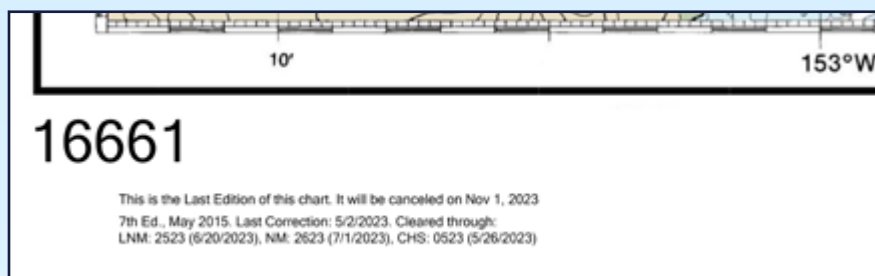 10′
153°W
16661
This is the Last Edition of this chart. It will be canceled on Nov 1, 2023
7th Ed., May 2015. Last Correction: 5/2/2023. Cleared through:
LNM: 2523 (6/20/2023), NM: 2623 (7/1/2023), CHS: 0523 (5/26/2023)